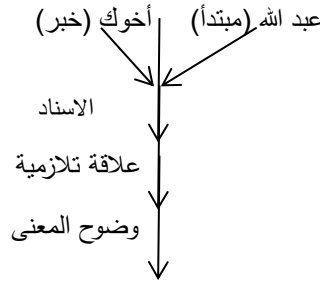 عبد الله (مبتدأ) أخوك (خبر)
الاسناد
علاقة تلازمية
وضوح المعنى